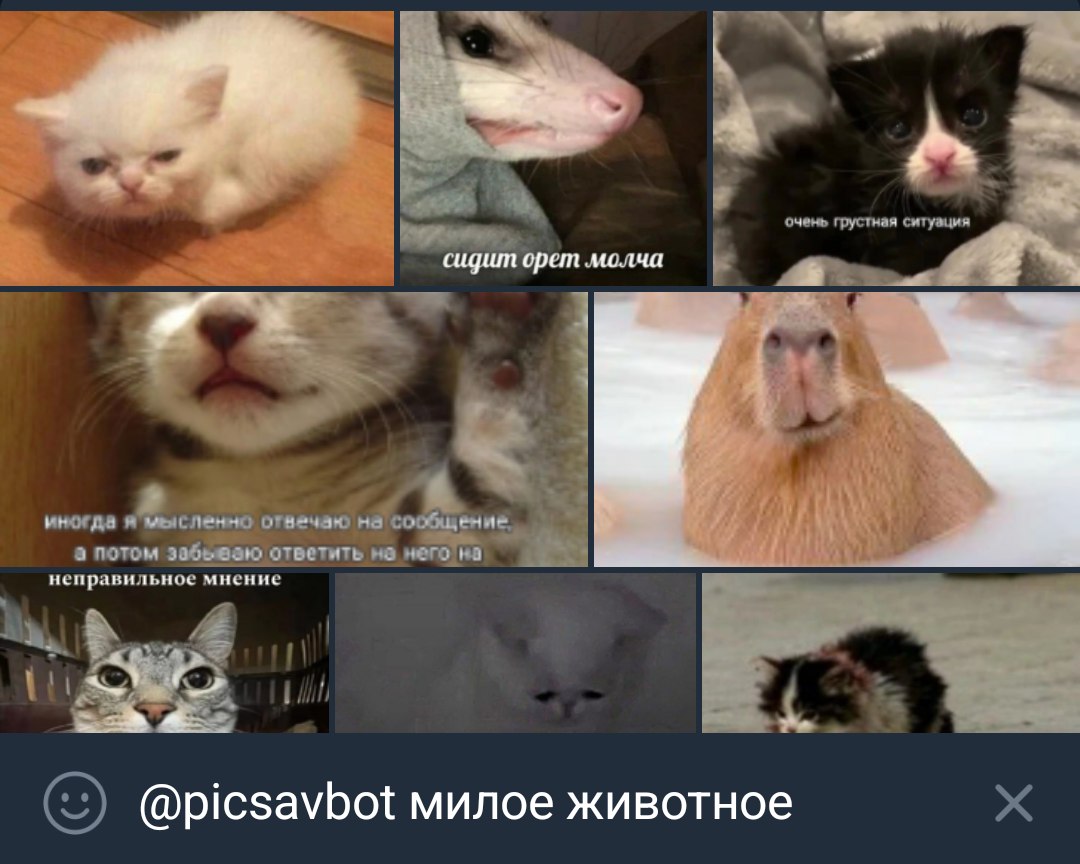 сидит орет молча
очень грустная ситуация
иногда я мысленно отвечаю на сообщение,
а потом забываю ответить на него на
неправильное мнение
@picsavbot милое животное